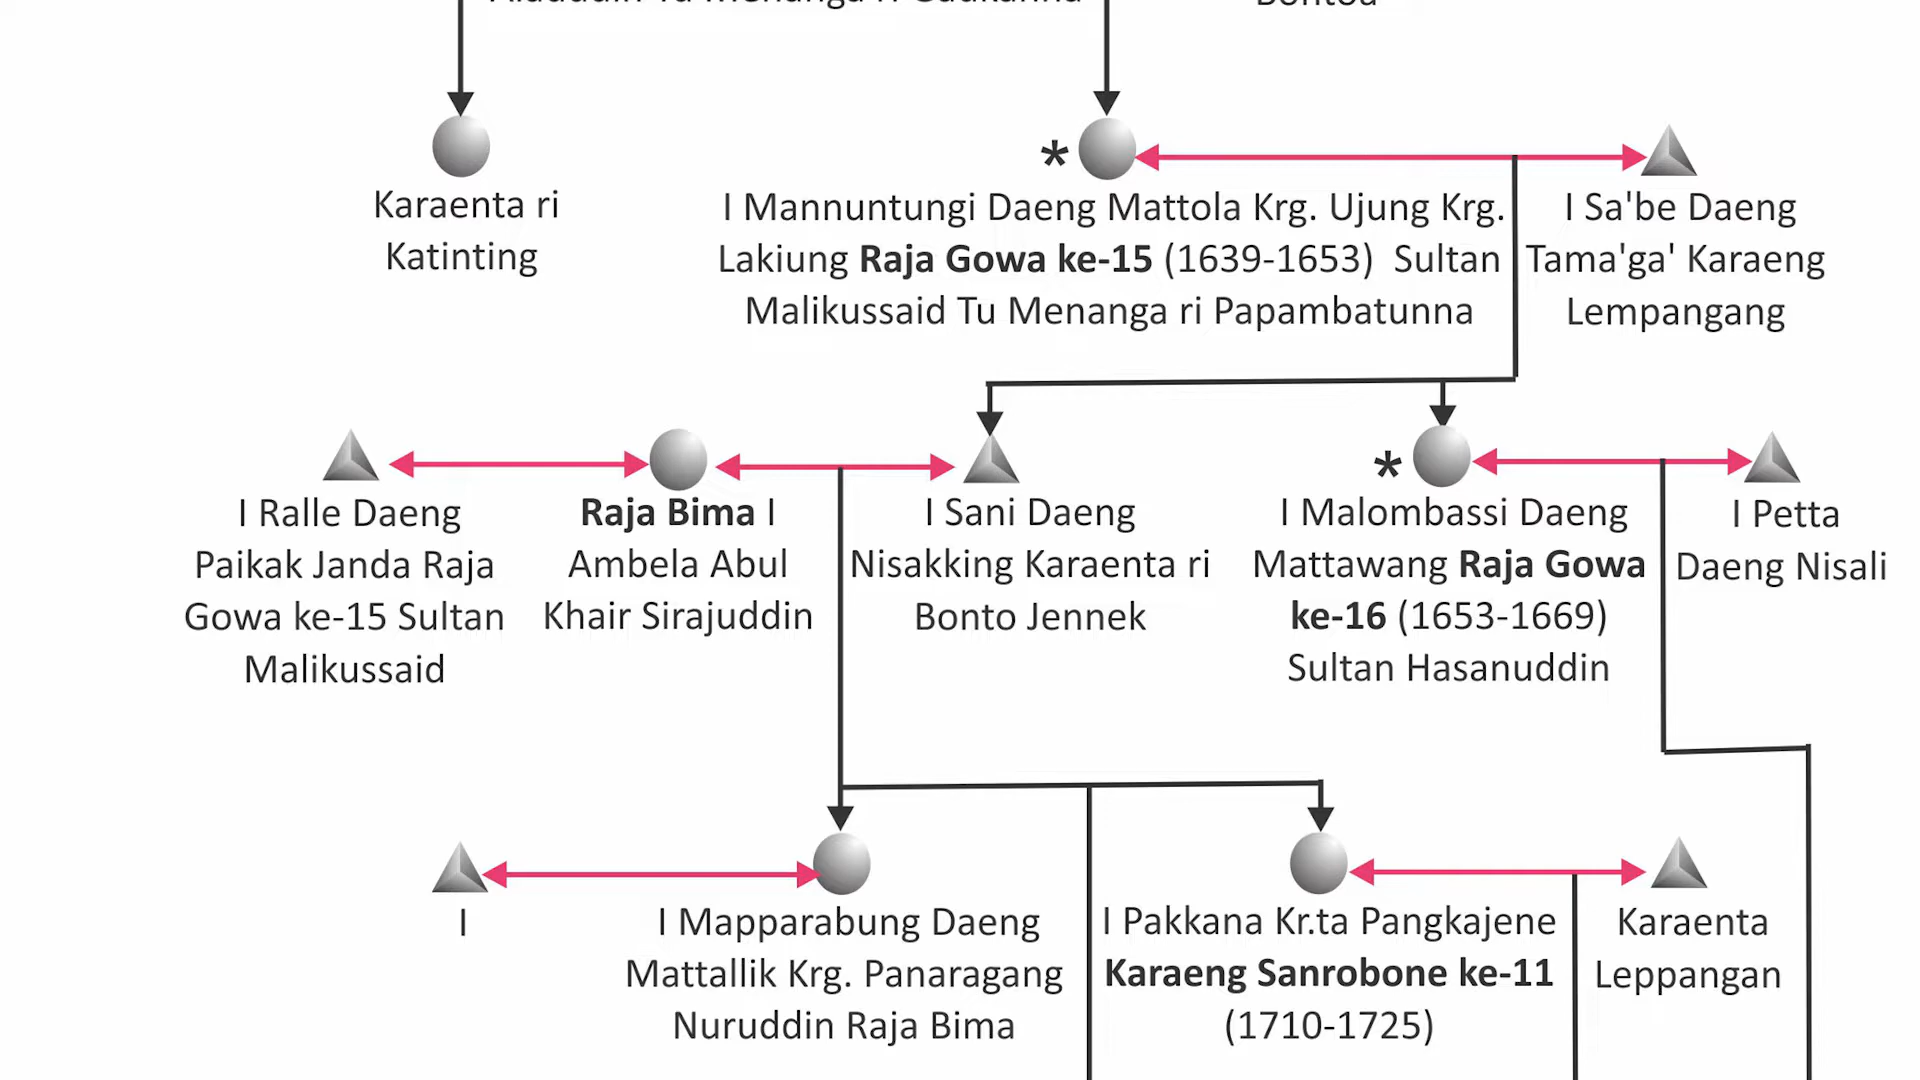 Karaenta ri
Katinting
*
I Mannuntungi Daeng Mattola Krg. Ujung Krg.
Lakiung Raja Gowa ke-15 (1639-1653) Sultan
Malikussaid Tu Menanga ri Papambatunna
I Sa'be Daeng
Tama'ga' Karaeng
Lempangang
I Ralle Daeng
Paikak Janda Raja
Gowa ke-15 Sultan
Malikussaid
Raja Bima I
Ambela Abul
Khair Sirajuddin
I Sani Daeng
Nisakking Karaenta ri
Bonto Jennek
*
I Malombassi Daeng
Mattawang Raja Gowa
ke-16 (1653-1669)
Sultan Hasanuddin
I Petta
Daeng Nisali
I
I Mapparabung Daeng
Mattallik Krg. Panaragang
Nuruddin Raja Bima
I Pakkana Kr.ta Pangkajene
Karaeng Sanrobone ke-11
(1710-1725)
Karaenta
Leppangan